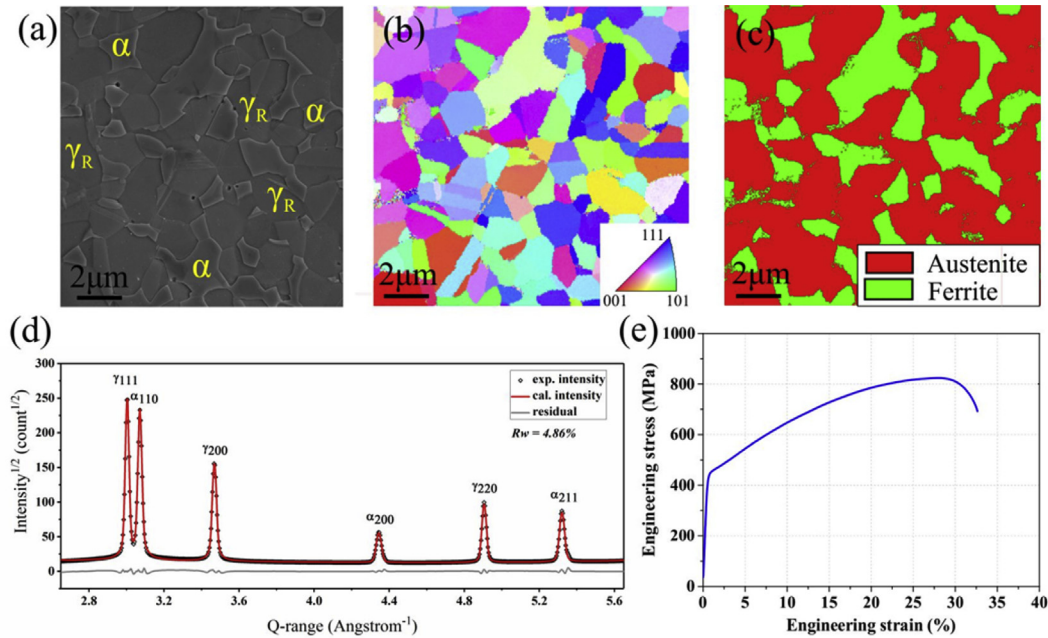 (a)
α
γR
α
γR
γR
α
2μm
(b)
2μm
111
001 101
(c)
2μm
Austenite
Ferrite
(d)
Intensity1/2 (count1/2)
300
250
200
150
100
50
0
γ111
α110
γ200
α200
γ220
α211
exp. intensity
cal. intensity
residual
Rw = 4.86%
2.8 3.2 3.6 4.0 4.4 4.8 5.2 5.6
Q-range (Angstrom-1)
(e)
Engineering stress (MPa)
1000
800
600
400
200
0
0 5 10 15 20 25 30 35 40
Engineering strain (%)